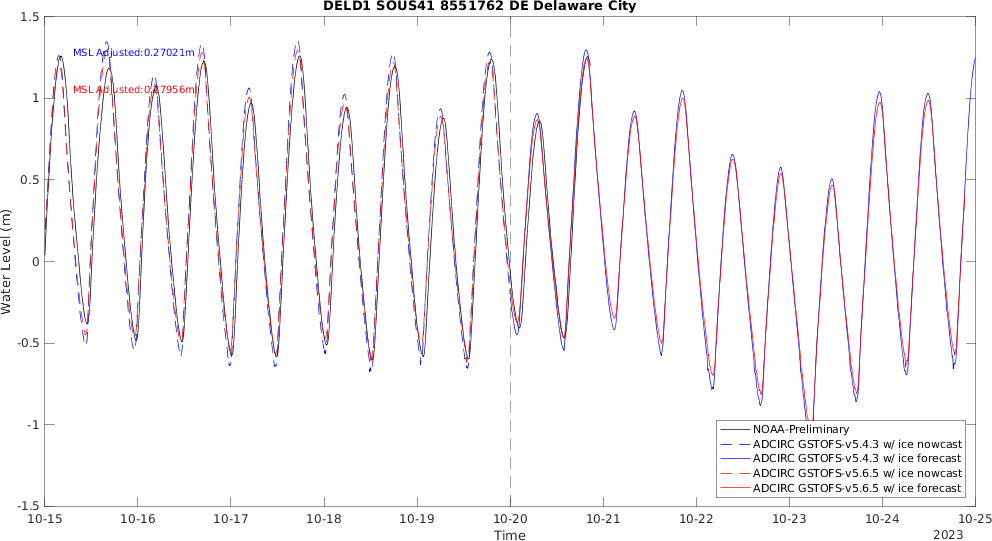 DELD1 SOUS41 8551762 DE Delaware City
1.5
MSL Adjusted:0.27021m
MSL Adjusted:0.27956m
1
0.5
0
-0.5
-1
-1.5
Water Level (m)
NOAA-Preliminary
ADCIRC GSTOFS-v5.4.3 w/ ice nowcast
ADCIRC GSTOFS-v5.4.3 w/ ice forecast
ADCIRC GSTOFS-v5.6.5 w/ ice nowcast
ADCIRC GSTOFS-v5.6.5 w/ ice forecast
10-15 10-16 10-17 10-18 10-19 10-20 10-21 10-22 10-23 10-24 10-25
Time
2023